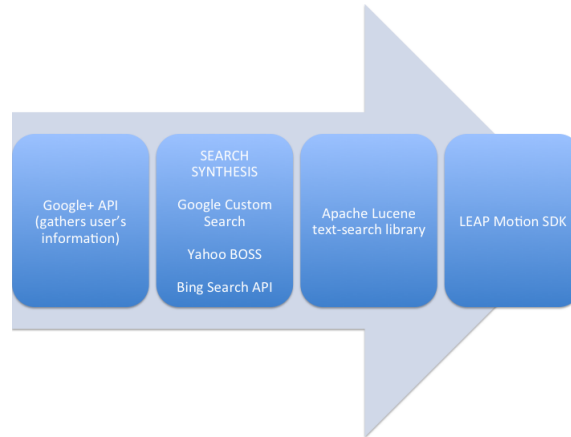 Google+ API
(gathers user's
information)
SEARCH
SYNTHESIS
Google Custom
Search
Yahoo BOSS
Bing Search API
Apache Lucene
text-search library
LEAP Motion SDK